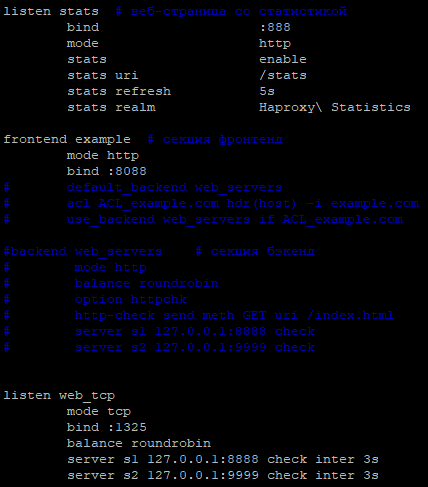 listen stats  # веб-страница со статистикой
        bind                     :888
        mode                     http
        stats                    enable
        stats uri                /stats
        stats refresh            5s
        stats realm              Haproxy\ Statistics
frontend example  # секция фронтенд
        mode http
        bind :8088
#        default_backend web_servers
#        acl ACL_example.com hdr(host) -i example.com
#        use_backend web_servers if ACL_example.com
#backend web_servers    # секция бэкенд
#        mode http
#        balance roundrobin
#        option httpchk
#        http-check send meth GET uri /index.html
#        server s1 127.0.0.1:8888 check
#        server s2 127.0.0.1:9999 check
listen web_tcp
        mode tcp
        bind :1325
        balance roundrobin
        server s1 127.0.0.1:8888 check inter 3s
        server s2 127.0.0.1:9999 check inter 3s